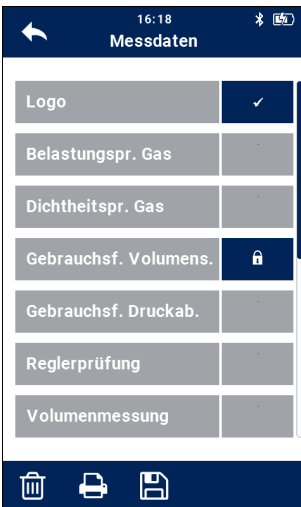 16:18
Messdaten
Logo
Belastungspr. Gas
Dichtheitspr. Gas
Gebrauchsf. Volumens.
Gebrauchsf. Druckab.
Reglerprüfung
Volumenmessung